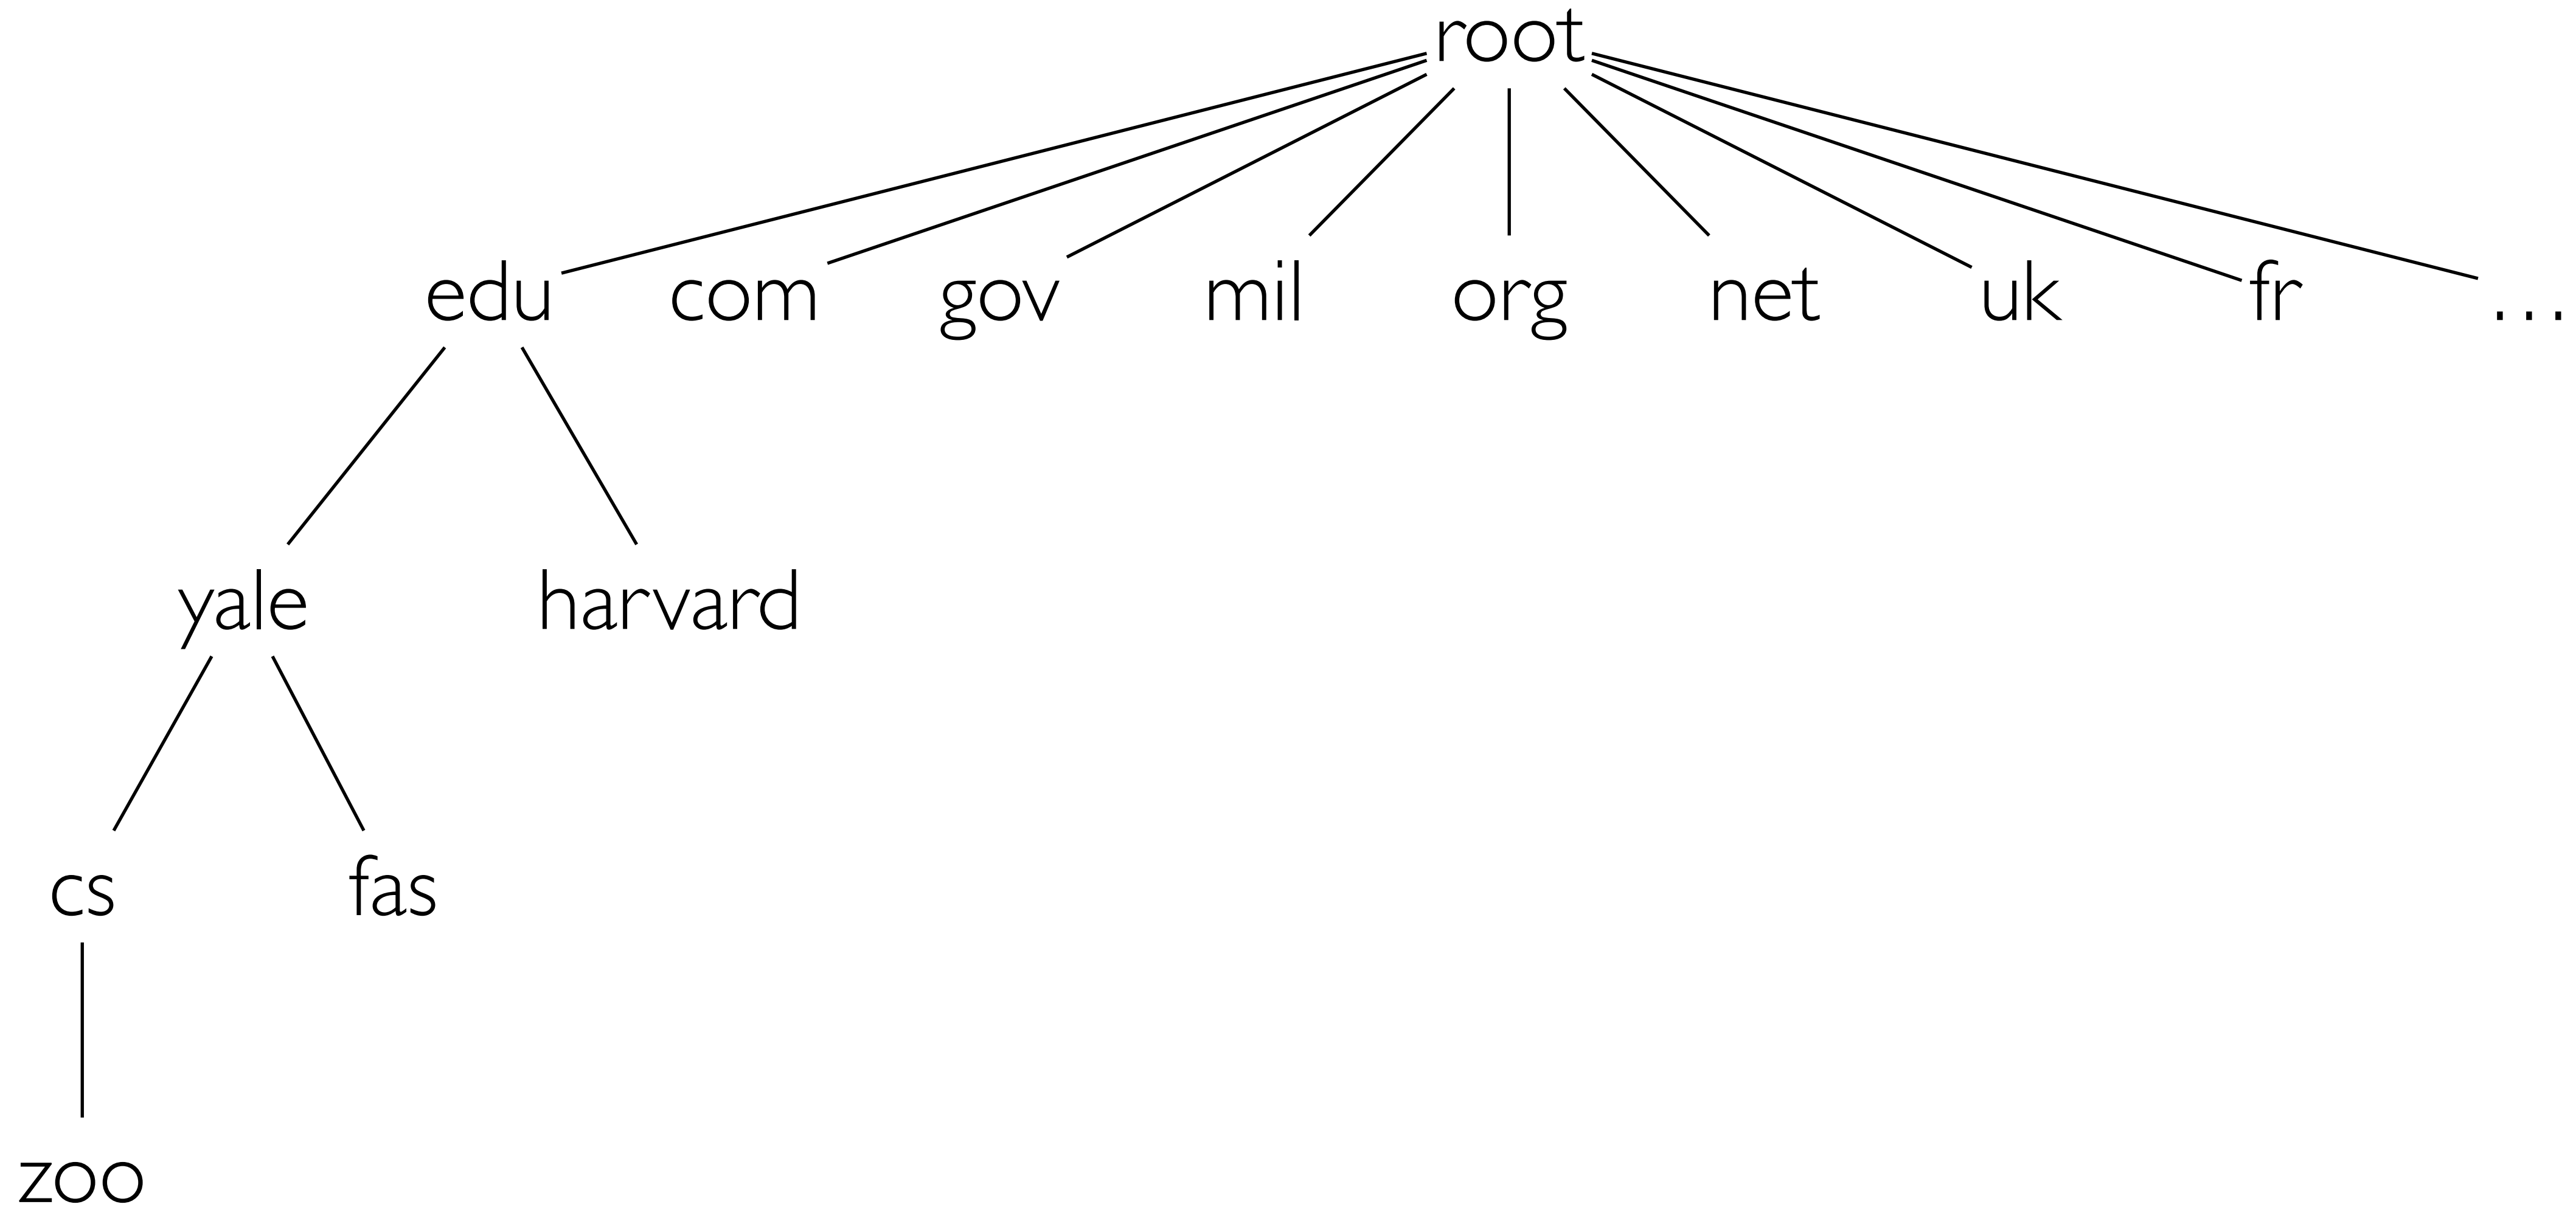 root
edu com gov mil org net uk fr ...
yale harvard
cs fas
zoo